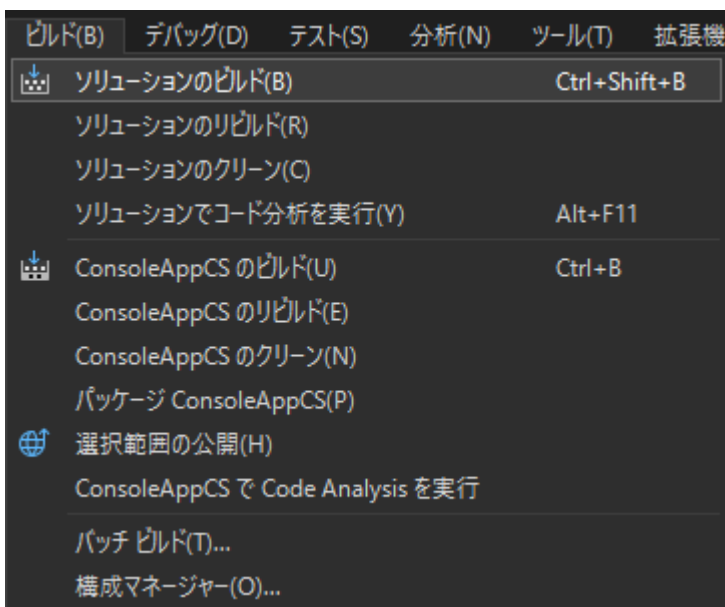 ビルド(B) デバッグ(D) テスト(S) 分析(N) ツール(T) 拡張機
ソリューションのビルド(B) Ctrl+Shift+B
ソリューションのリビルド(R)
ソリューションのクリーン(C)
ソリューションでコード分析を実行(Y) Alt+F11
ConsoleAppCS のビルド(U) Ctrl+B
ConsoleAppCS のリビルド(E)
ConsoleAppCS のクリーン(N)
パッケージ ConsoleAppCS(P)
選択範囲の公開(H)
ConsoleAppCS で Code Analysis を実行
バッチ ビルド(T)...
構成マネージャー(O)...